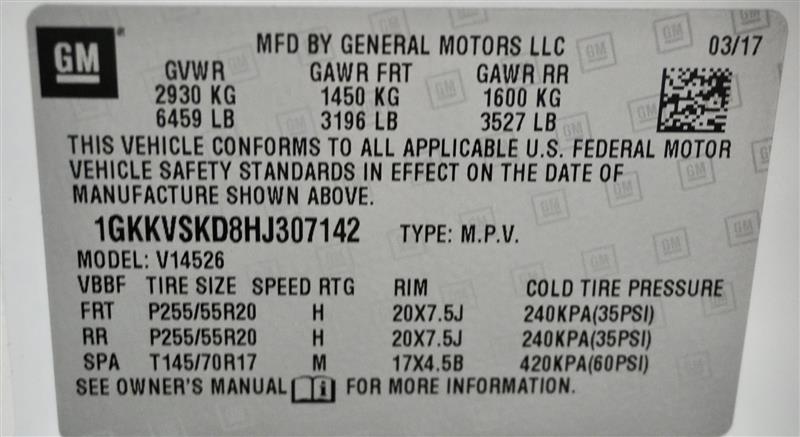 GM MFD BY GENERAL MOTORS LLC 03/17
GVWR GAWR FRT GAWR RR
2930 KG 1450 KG 1600 KG
6459 LB 3196 LB 3527 LB
THIS VEHICLE CONFORMS TO ALL APPLICABLE U.S. FEDERAL MOTOR
VEHICLE SAFETY STANDARDS IN EFFECT ON THE DATE OF
MANUFACTURE SHOWN ABOVE.
1GKKVSKD8HJ307142 TYPE: M.P.V.
MODEL: V14526
VBBF TIRE SIZE SPEED RTG RIM COLD TIRE PRESSURE
FRT P255/55R20 H 20X7.5J 240KPA(35PSI)
RR P255/55R20 H 20X7.5J 240KPA(35PSI)
SPA T145/70R17 M 17X4.5B 420KPA(60PSI)
SEE OWNER'S MANUAL i FOR MORE INFORMATION.